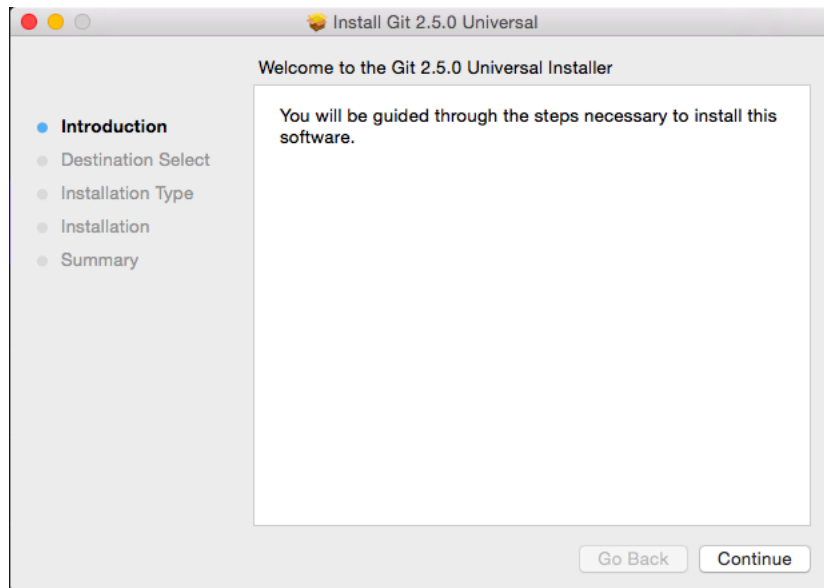 Install Git 2.5.0 Universal
Welcome to the Git 2.5.0 Universal Installer
Introduction
Destination Select
Installation Type
Installation
Summary
You will be guided through the steps necessary to install this
software.
Go Back
Continue